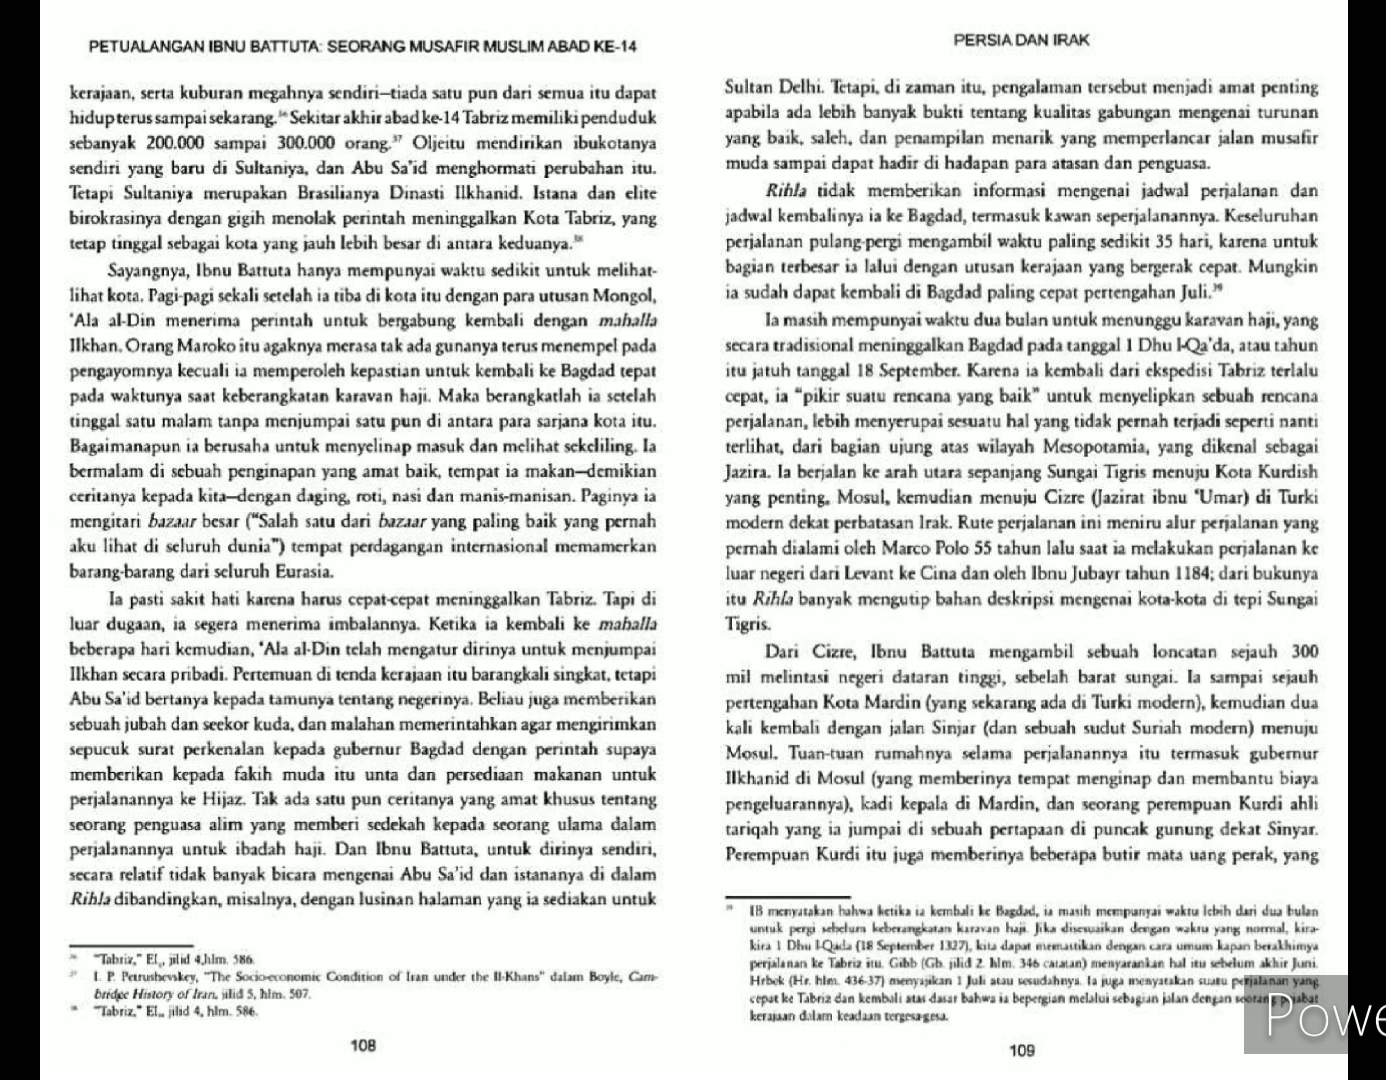 PETUALANGAN IBNU BATTUTA: SEORANG MUSAFIR MUSLIM ABAD KE-14
kerajaan, serta kuburan megahnya sendiri—tiada satu pun dari semua itu dapat
hidup terus sampai sekarang.³⁶ Sekitar akhir abad ke-14 Tabriz memiliki penduduk
sebanyak 200.000 sampai 300.000 orang.³⁷ Oljeitu mendirikan ibukotanya
sendiri yang baru di Sultaniya, dan Abu Sa'id menghormati perubahan itu.
Tetapi Sultaniya merupakan Brasilianya Dinasti Ilkhanid. Istana dan elite
birokrasinya dengan gigih menolak perintah meninggalkan Kota Tabriz, yang
tetap tinggal sebagai kota yang jauh lebih besar di antara keduanya.³⁸
Sayangnya, Ibnu Battuta hanya mempunyai waktu sedikit untuk melihat-
lihat kota. Pagi-pagi sekali setelah ia tiba di kota itu dengan para utusan Mongol,
'Ala al-Din menerima perintah untuk bergabung kembali dengan mahalla
Ilkhan. Orang Maroko itu agaknya merasa tak ada gunanya terus menempel pada
pengayomnya kecuali ia memperoleh kepastian untuk kembali ke Bagdad tepat
pada waktunya saat keberangkatan karavan haji. Maka berangkatlah ia setelah
tinggal satu malam tanpa menjumpai satu pun di antara para sarjana kota itu.
Bagaimanapun ia berusaha untuk menyelinap masuk dan melihat sekeliling. Ia
bermalam di sebuah penginapan yang amat baik, tempat ia makan—demikian
ceritanya kepada kita—dengan daging, roti, nasi dan manis-manisan. Paginya ia
mengitari bazaar besar ("Salah satu dari bazaar yang paling baik yang pernah
aku lihat di seluruh dunia") tempat perdagangan internasional memamerkan
barang-barang dari seluruh Eurasia.
Ia pasti sakit hati karena harus cepat-cepat meninggalkan Tabriz. Tapi di
luar dugaan, ia segera menerima imbalannya. Ketika ia kembali ke mahalla
beberapa hari kemudian, 'Ala al-Din telah mengatur dirinya untuk menjumpai
Ilkhan secara pribadi. Pertemuan di tenda kerajaan itu barangkali singkat, tetapi
Abu Sa'id bertanya kepada tamunya tentang negerinya. Beliau juga memberikan
sebuah jubah dan seekor kuda, dan malahan memerintahkan agar mengirimkan
sepucuk surat perkenalan kepada gubernur Bagdad dengan perintah supaya
memberikan kepada fakih muda itu unta dan persediaan makanan untuk
perjalanannya ke Hijaz. Tak ada satu pun ceritanya yang amat khusus tentang
seorang penguasa alim yang memberi sedekah kepada seorang ulama dalam
perjalanannya untuk ibadah haji. Dan Ibnu Battuta, untuk dirinya sendiri,
secara relatif tidak banyak bicara mengenai Abu Sa'id dan istananya di dalam
Rihla dibandingkan, misalnya, dengan lusinan halaman yang ia sediakan untuk
³⁶ "Tabriz," EI₂, jilid 4,hlm. 586.
³⁷ I. P. Petrushevskey, "The Socio-economic Condition of Iran under the Il-Khans" dalam Boyle, Cam-
bridge History of Iran, jilid 5, hlm. 507.
³⁸ "Tabriz," EI₂, jilid 4, hlm. 586.
108
PERSIA DAN IRAK
Sultan Delhi. Tetapi, di zaman itu, pengalaman tersebut menjadi amat penting
apabila ada lebih banyak bukti tentang kualitas gabungan mengenai turunan
yang baik, saleh, dan penampilan menarik yang memperlancar jalan musafir
muda sampai dapat hadir di hadapan para atasan dan penguasa.
Rihla tidak memberikan informasi mengenai jadwal perjalanan dan
jadwal kembalinya ia ke Bagdad, termasuk kawan seperjalanannya. Keseluruhan
perjalanan pulang-pergi mengambil waktu paling sedikit 35 hari, karena untuk
bagian terbesar ia lalui dengan utusan kerajaan yang bergerak cepat. Mungkin
ia sudah dapat kembali di Bagdad paling cepat pertengahan Juli.³⁹
Ia masih mempunyai waktu dua bulan untuk menunggu karavan haji, yang
secara tradisional meninggalkan Bagdad pada tanggal 1 Dhu l-Qa'da, atau tahun
itu jatuh tanggal 18 September. Karena ia kembali dari ekspedisi Tabriz terlalu
cepat, ia "pikir suatu rencana yang baik" untuk menyelipkan sebuah rencana
perjalanan, lebih menyerupai sesuatu hal yang tidak pernah terjadi seperti nanti
terlihat, dari bagian ujung atas wilayah Mesopotamia, yang dikenal sebagai
Jazira. Ia berjalan ke arah utara sepanjang Sungai Tigris menuju Kota Kurdish
yang penting, Mosul, kemudian menuju Cizre (Jazirat ibnu 'Umar) di Turki
modern dekat perbatasan Irak. Rute perjalanan ini meniru alur perjalanan yang
pernah dialami oleh Marco Polo 55 tahun lalu saat ia melakukan perjalanan ke
luar negeri dari Levant ke Cina dan oleh Ibnu Jubayr tahun 1184; dari bukunya
itu Rihla banyak mengutip bahan deskripsi mengenai kota-kota di tepi Sungai
Tigris.
Dari Cizre, Ibnu Battuta mengambil sebuah loncatan sejauh 300
mil melintasi negeri dataran tinggi, sebelah barat sungai. Ia sampai sejauh
pertengahan Kota Mardin (yang sekarang ada di Turki modern), kemudian dua
kali kembali dengan jalan Sinjar (dan sebuah sudut Suriah modern) menuju
Mosul. Tuan-tuan rumahnya selama perjalanannya itu termasuk gubernur
Ilkhanid di Mosul (yang memberinya tempat menginap dan membantu biaya
pengeluarannya), kadi kepala di Mardin, dan seorang perempuan Kurdi ahli
tariqah yang ia jumpai di sebuah pertapaan di puncak gunung dekat Sinyar.
Perempuan Kurdi itu juga memberinya beberapa butir mata uang perak, yang
³⁹ IB menyatakan bahwa ketika ia kembali ke Bagdad, ia masih mempunyai waktu lebih dari dua bulan
untuk pergi sebelum keberangkatan karavan haji. Jika disesuaikan dengan waktu yang normal, kira-
kira 1 Dhu l-Qada (18 September 1327), kita dapat memastikan dengan cara umum kapan berakhirnya
perjalanan ke Tabriz itu. Gibb (Gb. jilid 2. hlm. 346 catatan) menyarankan hal itu sebelum akhir Juni.
Hrbek (Hr. hlm. 436-37) menyajikan 1 Juli atau sesudahnya. Ia juga menyatakan suatu perjalanan yang
cepat ke Tabriz dan kembali atas dasar bahwa ia bepergian melalui sebagian jalan dengan seorang pejabat
kerajaan dalam keadaan tergesa-gesa.
109
Powe